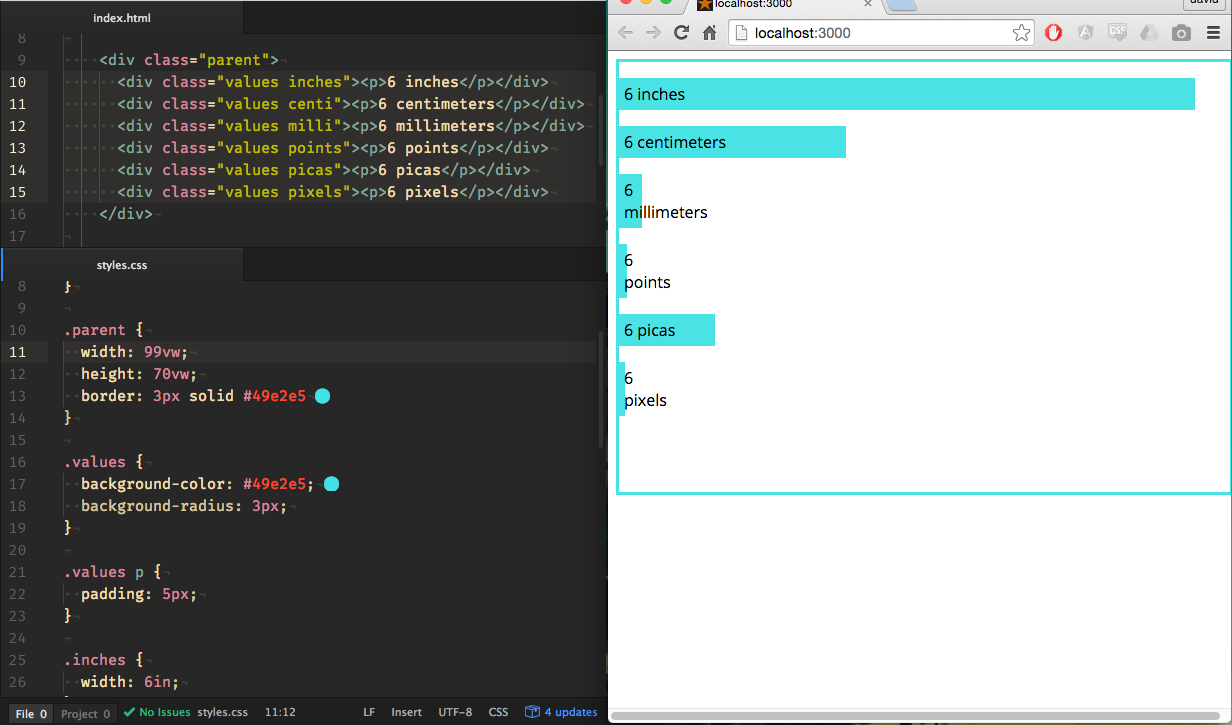 index.html
8
9 <div class="parent">
10 <div class="values inches"><p>6 inches</p></div>
11 <div class="values centi"><p>6 centimeters</p></div>
12 <div class="values milli"><p>6 millimeters</p></div>
13 <div class="values points"><p>6 points</p></div>
14 <div class="values picas"><p>6 picas</p></div>
15 <div class="values pixels"><p>6 pixels</p></div>
16 </div>
17
styles.css
8 }
9
10 .parent {
11 width: 99vw;
12 height: 70vw;
13 border: 3px solid #49e2e5
14 }
15
16 .values {
17 background-color: #49e2e5;
18 background-radius: 3px;
19 }
20
21 .values p {
22 padding: 5px;
23 }
24
25 .inches {
26 width: 6in;
File 0 Project 0 No Issues styles.css 11:12 LF Insert UTF-8 CSS 4 updates
localhost:3000
david
localhost:3000
CSS
6 inches
6 centimeters
6
millimeters
6
points
6 picas
6
pixels